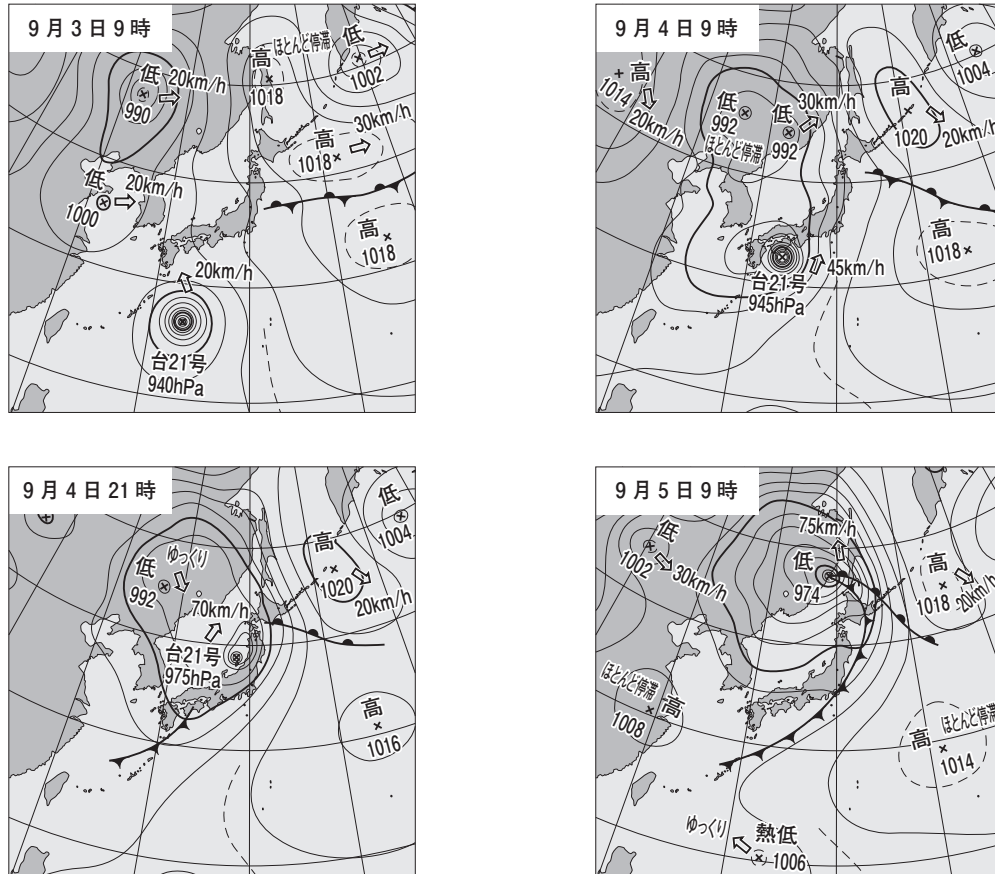 9月3日9時
低
20km/h
990
低
20km/h
1000
高
1018
ほとんど停滞
低
1002
30km/h
高
1018
高
1018
20km/h
台21号
940hPa
9月4日9時
高
1014
20km/h
低
992
ほとんど停滞
低
992
30km/h
高
1020
20km/h
低
1004
高
1018
45km/h
台21号
945hPa
9月4日21時
低
992
ゆっくり
70km/h
台21号
975hPa
高
1020
20km/h
低
1004
高
1016
9月5日9時
低
1002
30km/h
75km/h
低
974
高
1018
20km/h
ほとんど停滞
高
1008
高
ほとんど停滞
1014
ゆっくり
熱低
1006